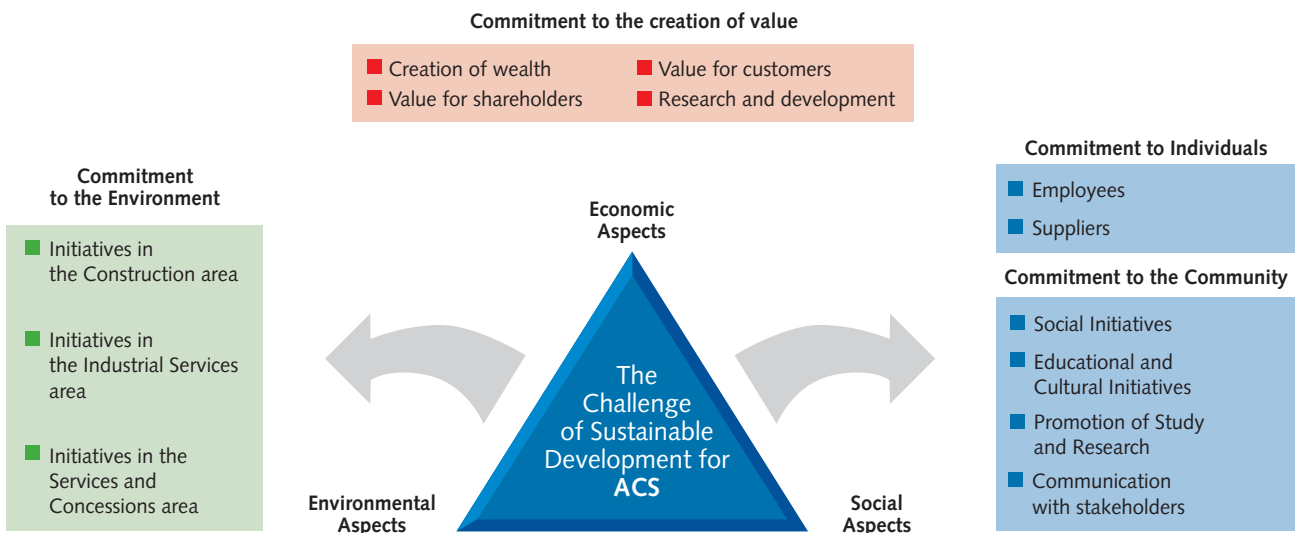 Commitment to the creation of value
Creation of wealth
Value for shareholders
Value for customers
Research and development
Commitment
to the Environment
Initiatives in
the Construction area
Initiatives in
the Industrial Services
area
Initiatives in the
Services and
Concessions area
Economic
Aspects
The
Challenge
of Sustainable
Development for
ACS
Environmental
Aspects
Social
Aspects
Commitment to Individuals
Employees
Suppliers
Commitment to the Community
Social Initiatives
Educational and
Cultural Initiatives
Promotion of Study
and Research
Communication
with stakeholders